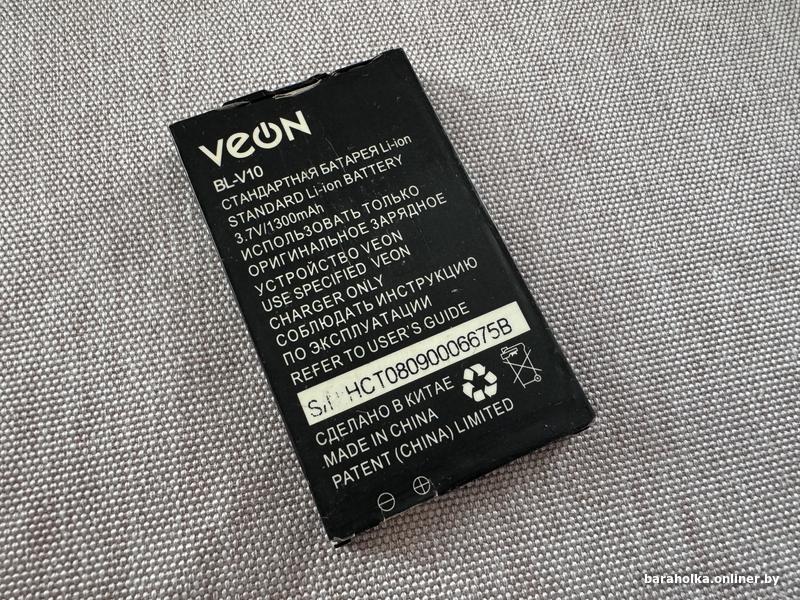 VEON
BL-V10
СТАНДАРТНАЯ БАТАРЕЯ Li-ion
STANDARD Li-ion BATTERY
3.7V/1300mAh
ИСПОЛЬЗОВАТЬ ТОЛЬКО
ОРИГИНАЛЬНОЕ ЗАРЯДНОЕ
УСТРОЙСТВО VEON
USE SPECIFIED VEON
CHARGER ONLY
СОБЛЮДАТЬ ИНСТРУКЦИЮ
ПО ЭКСПЛУАТАЦИИ
REFER TO USER'S GUIDE
HCT08090006675B
СДЕЛАНО В КИТАЕ
MADE IN CHINA
PATENT (CHINA) LIMITED
baraholka.onliner.by